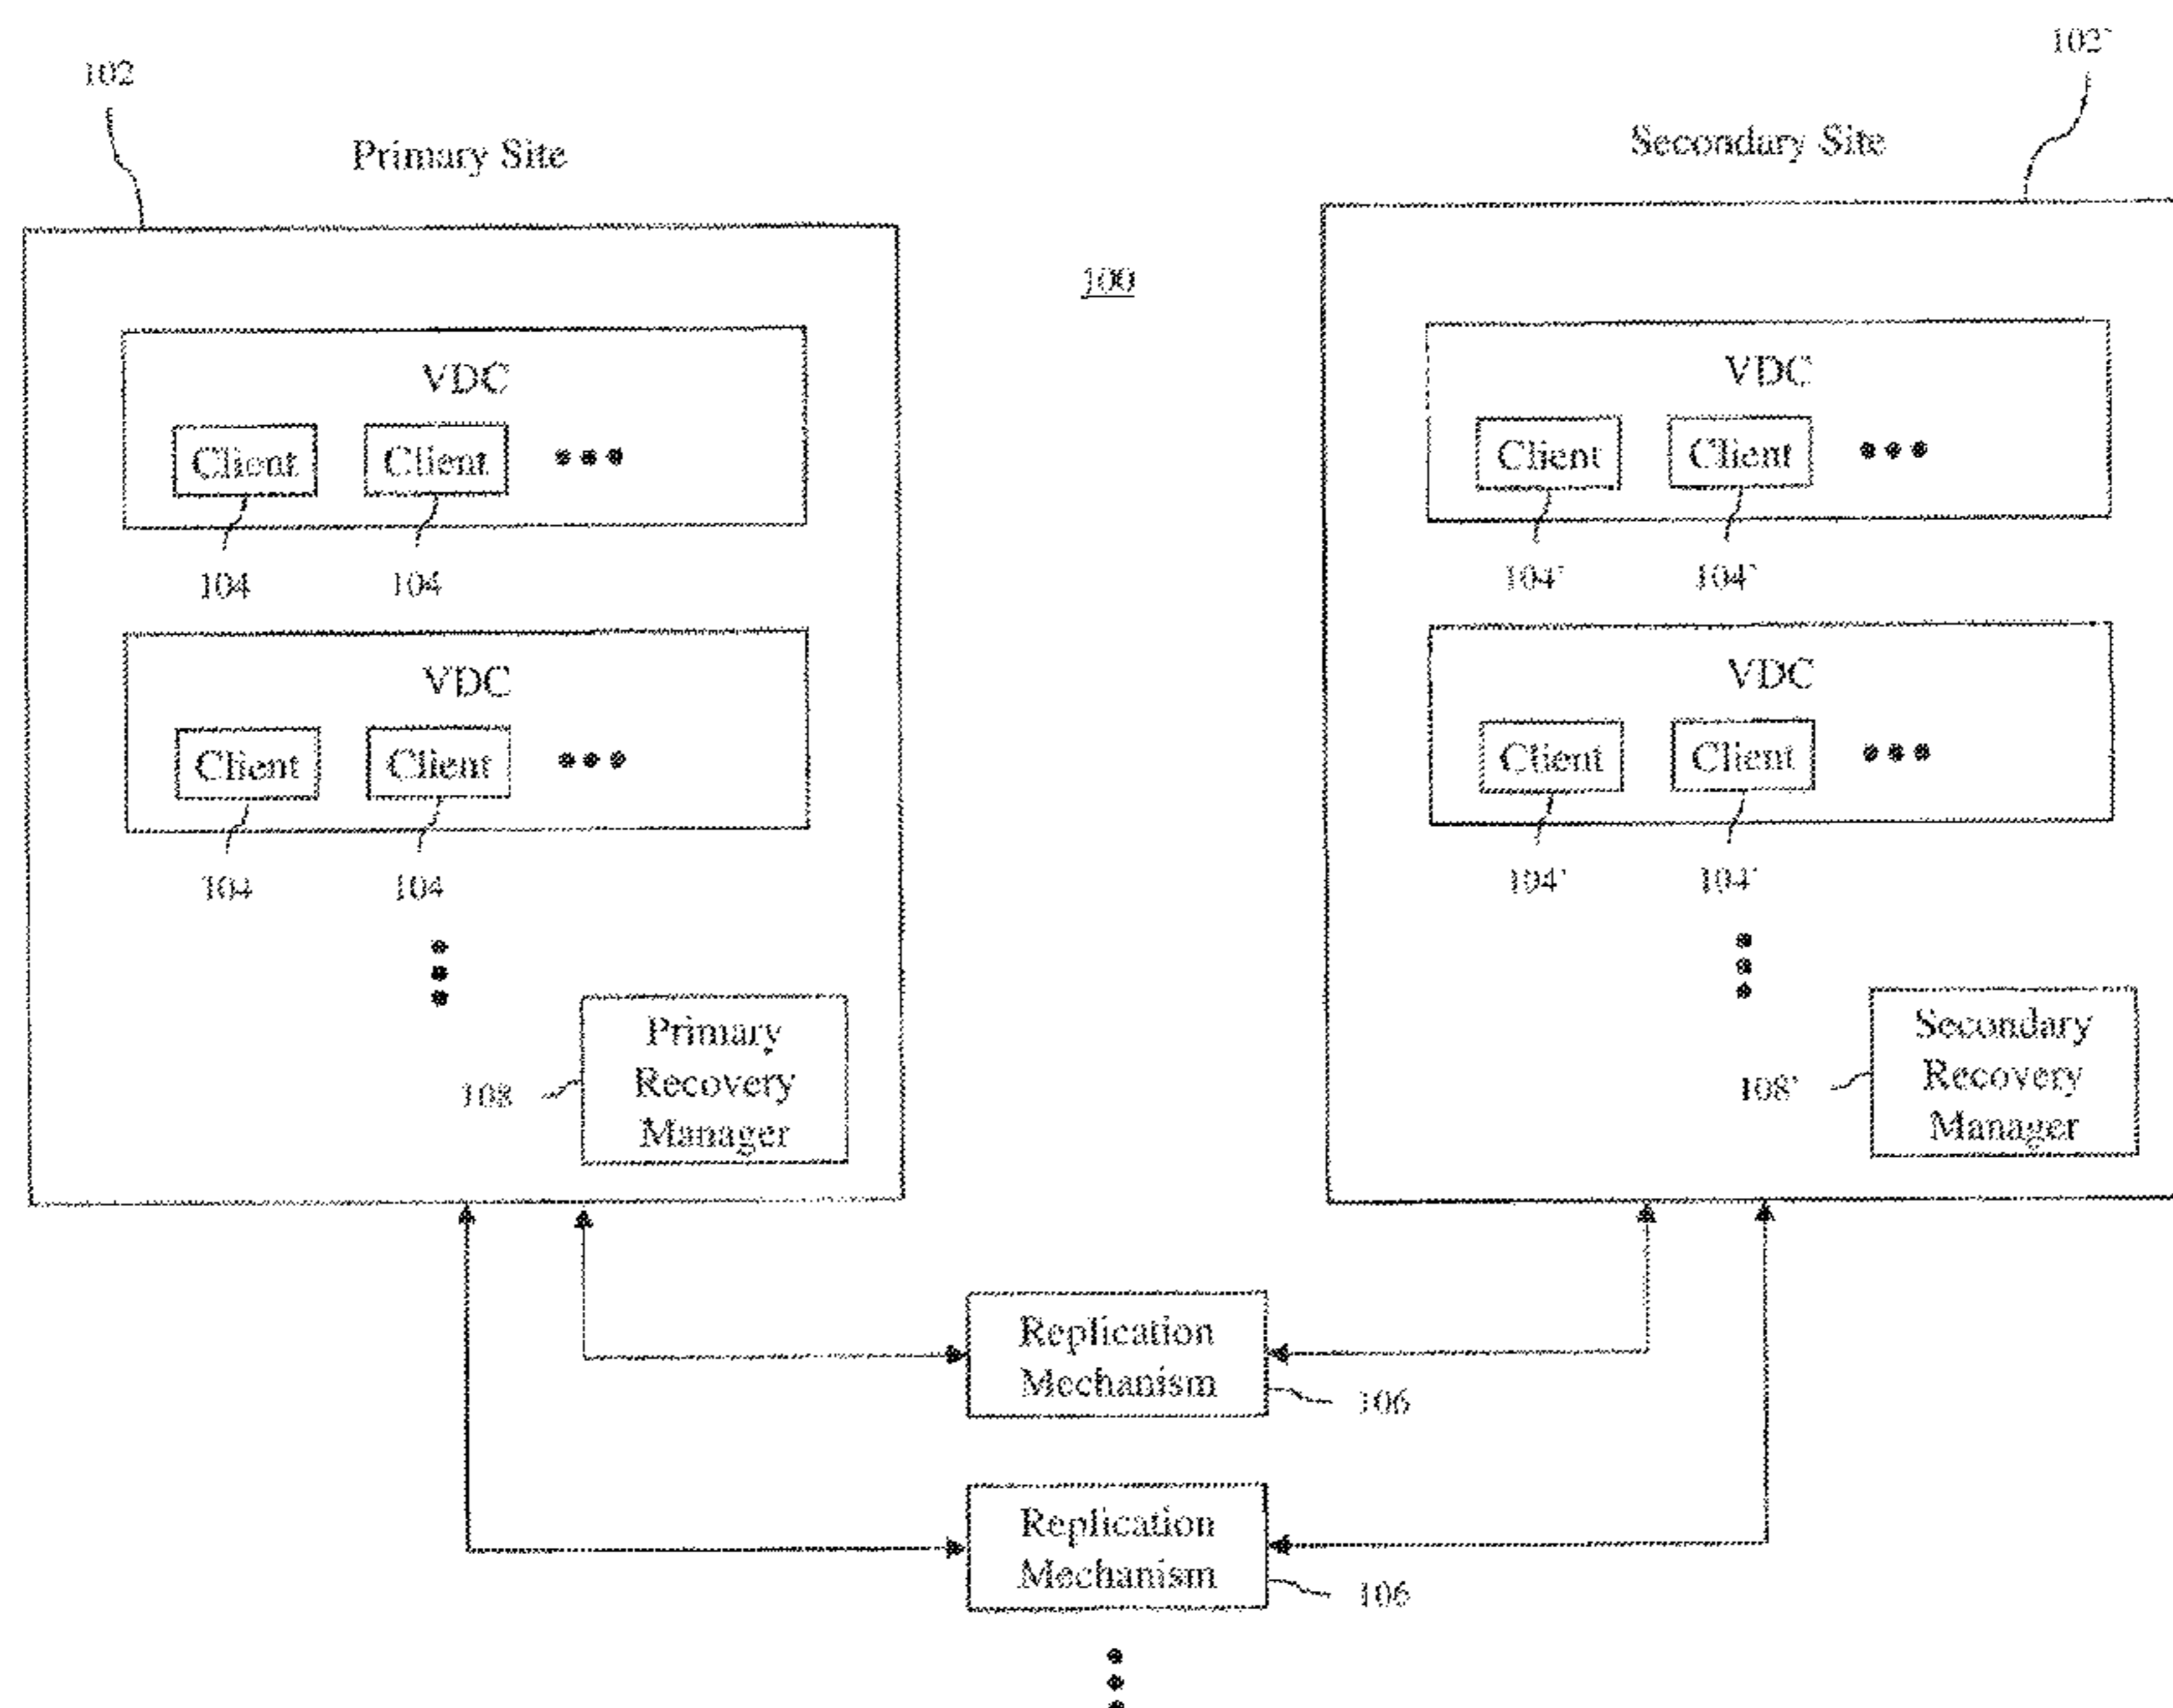 102
102'
Primary Site
Secondary Site
100
VDC
Client
Client
104
104
VDC
Client
Client
104
104
108
Primary
Recovery
Manager
VDC
Client
Client
104'
104'
VDC
Client
Client
104'
104'
108'
Secondary
Recovery
Manager
Replication
Mechanism
106
Replication
Mechanism
106